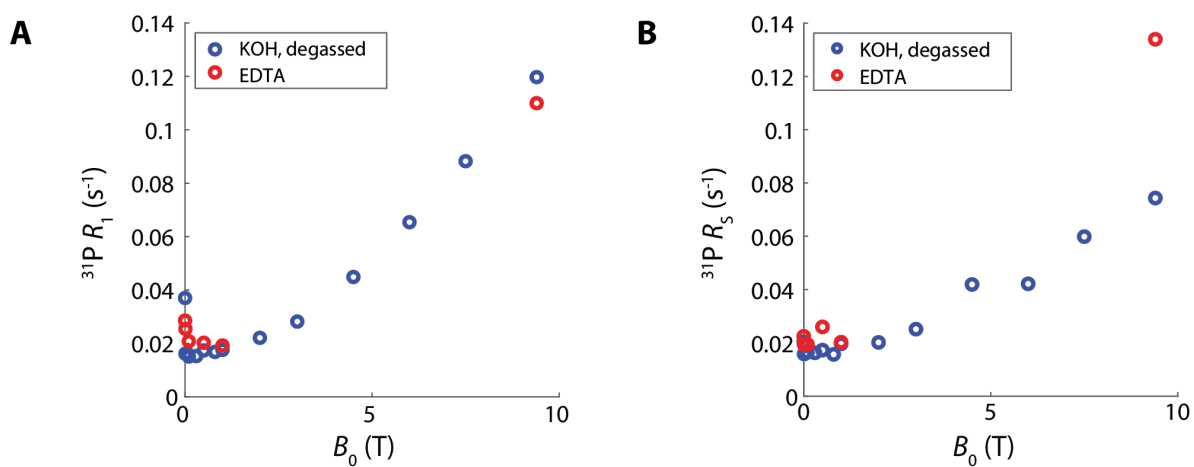 A
0.14
0.12
0.1
0.08
0.06
0.04
0.02
0
³¹P R₁ (s⁻¹)
KOH, degassed
EDTA
0
5
10
B₀ (T)
B
0.14
0.12
0.1
0.08
0.06
0.04
0.02
0
³¹P Rₛ (s⁻¹)
KOH, degassed
EDTA
0
5
10
B₀ (T)